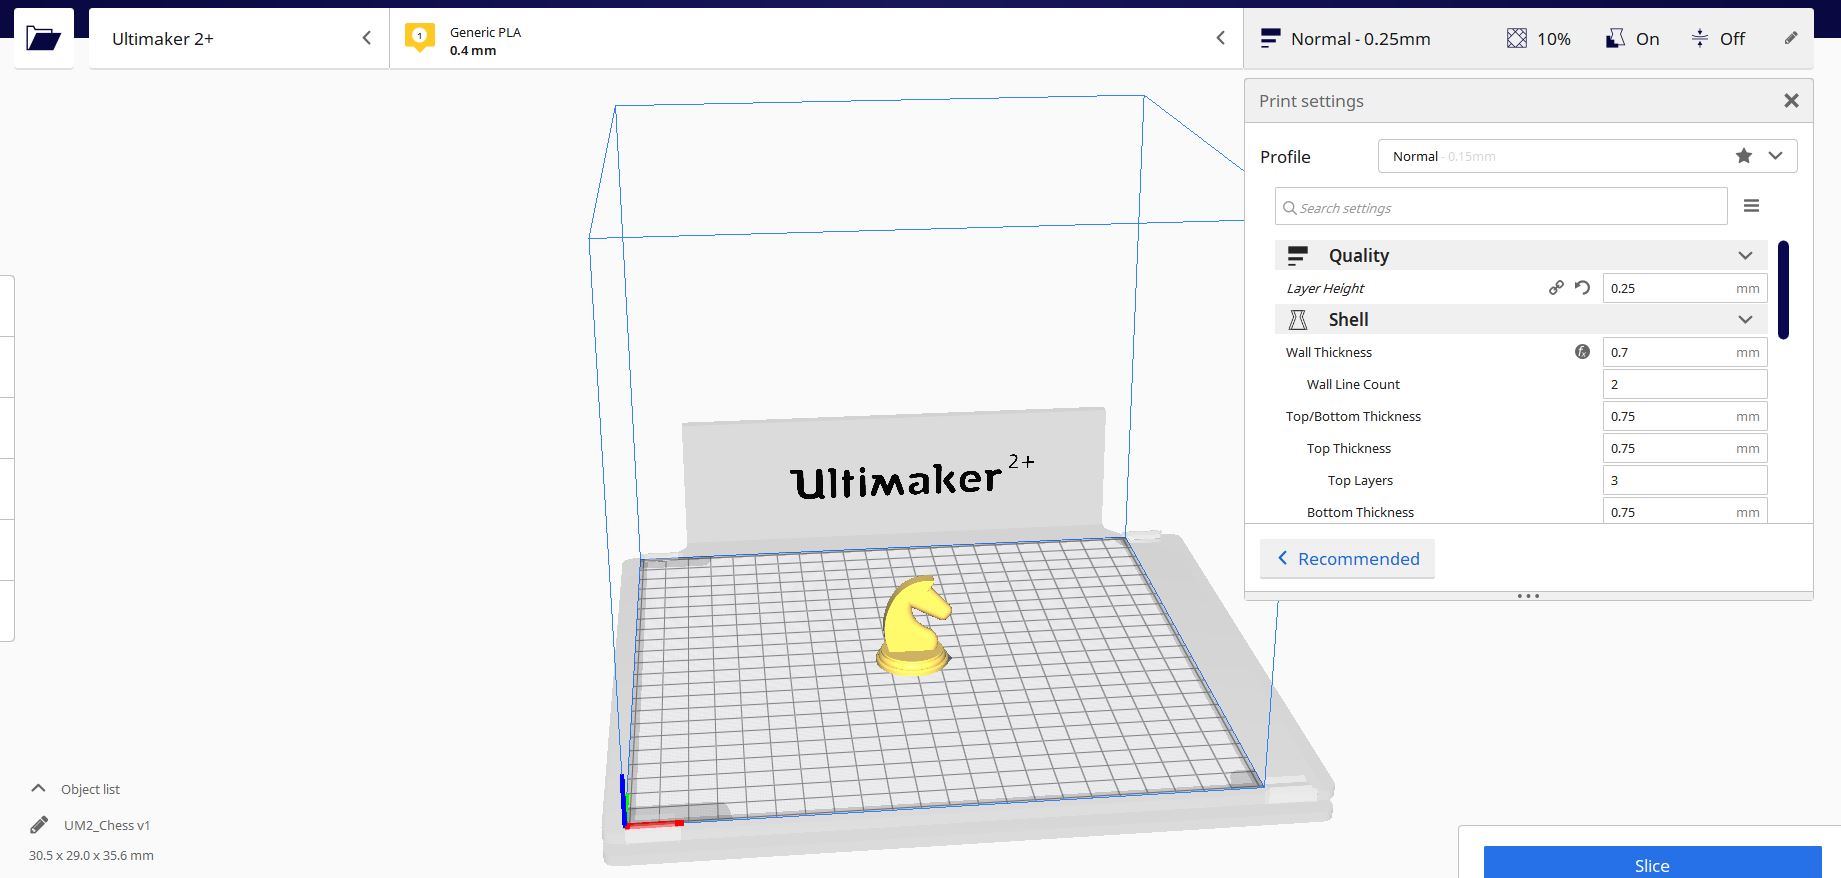 Ultimaker 2+
1
Generic PLA
0.4 mm
Normal - 0.25mm
10%
On
Off
Print settings
Profile
Normal - 0.15mm
Search settings
Quality
Layer Height
0.25 mm
Shell
Wall Thickness
0.7 mm
Wall Line Count
2
Top/Bottom Thickness
0.75 mm
Top Thickness
0.75 mm
Top Layers
3
Bottom Thickness
0.75 mm
Recommended
Ultimaker 2+
Object list
UM2_Chess v1
30.5 x 29.0 x 35.6 mm
Slice